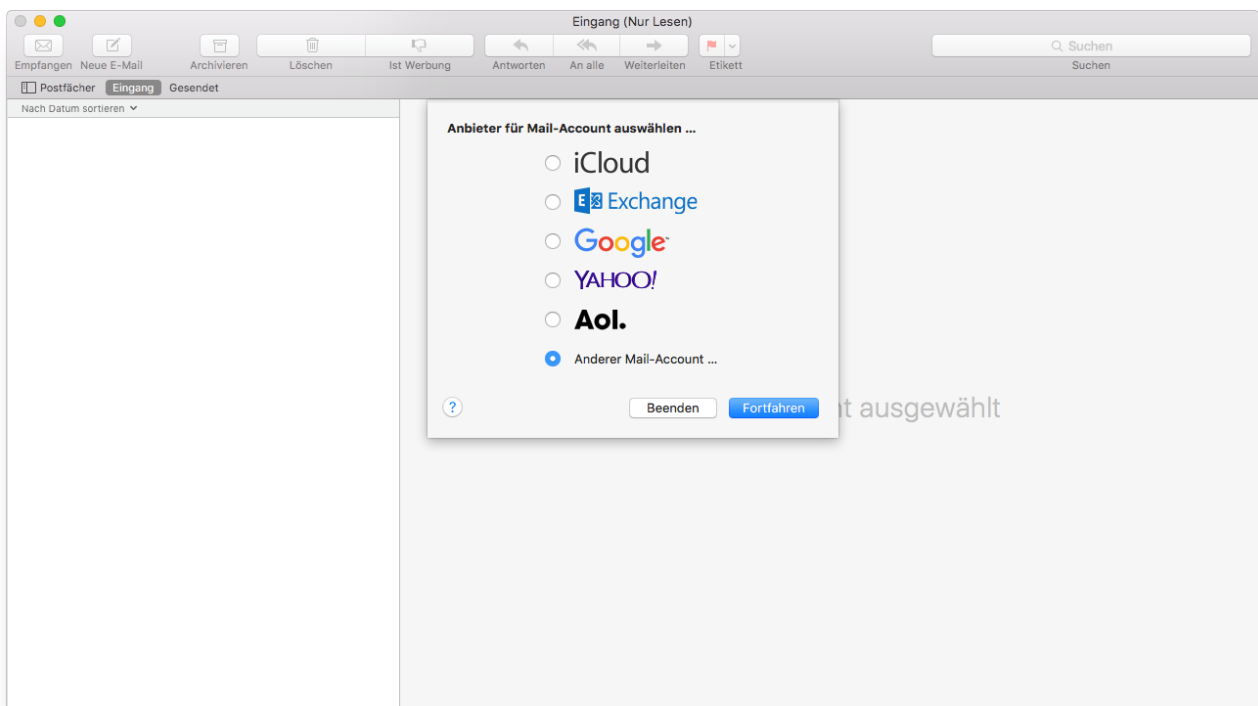 Eingang (Nur Lesen)
Empfangen Neue E-Mail Archivieren Löschen Ist Werbung Antworten An alle Weiterleiten Etikett Suchen
Suchen
Postfächer Eingang Gesendet
Nach Datum sortieren
Anbieter für Mail-Account auswählen ...
iCloud
E Exchange
Google
YAHOO!
Aol.
Anderer Mail-Account ...
? Beenden Fortfahren
ausgewählt